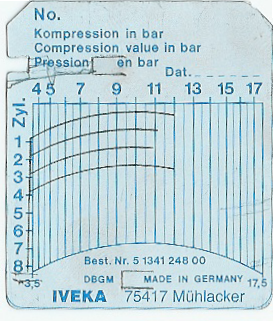 No.
Kompression in bar
Compression value in bar
Pression en bar
Dat.
4 5 7 9 11 13 15 17
Zyl.
1
2
3
4
5
6
7
8
3,5
17,5
Best. Nr. 5 1341 248 00
DBGM MADE IN GERMANY
IVEKA 75417 Mühlacker